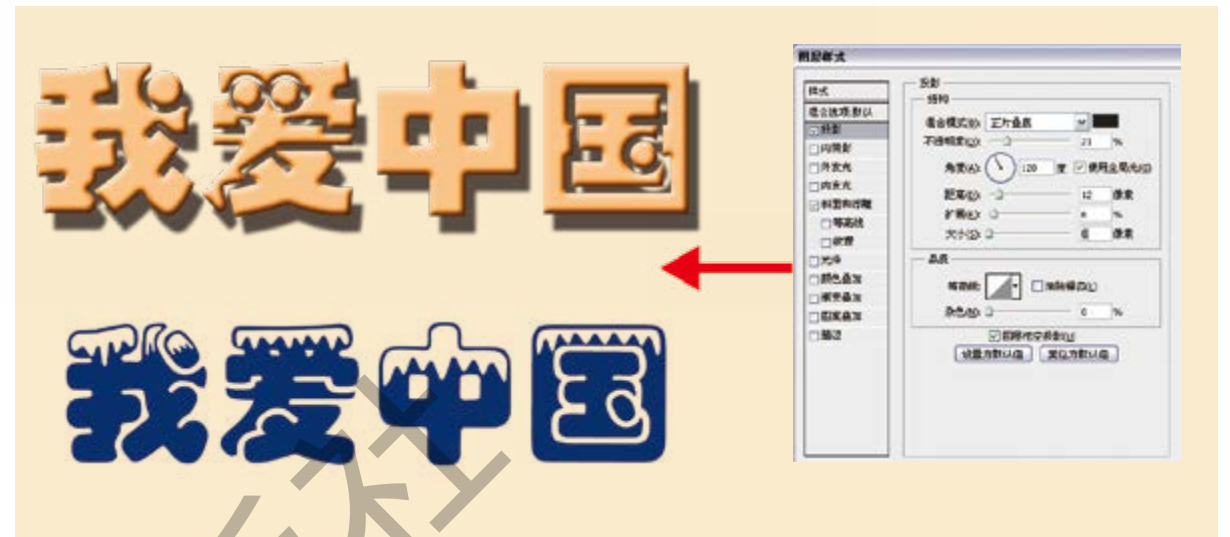 我爱中国
我爱中国
图层样式
样式
混合选项:默认
投影
内阴影
外发光
内发光
斜面和浮雕
等高线
纹理
光泽
颜色叠加
渐变叠加
图案叠加
描边
投影
结构
混合模式(B): 正片叠底
不透明度(O): 21 %
角度(A): 120 度 使用全局光(G)
距离(D): 12 像素
扩展(R): %
大小(S): 像素
品质
等高线: 消除锯齿(L)
杂色(N): 0 %
图层挖空投影(U)
设置为默认值 复位为默认值
社